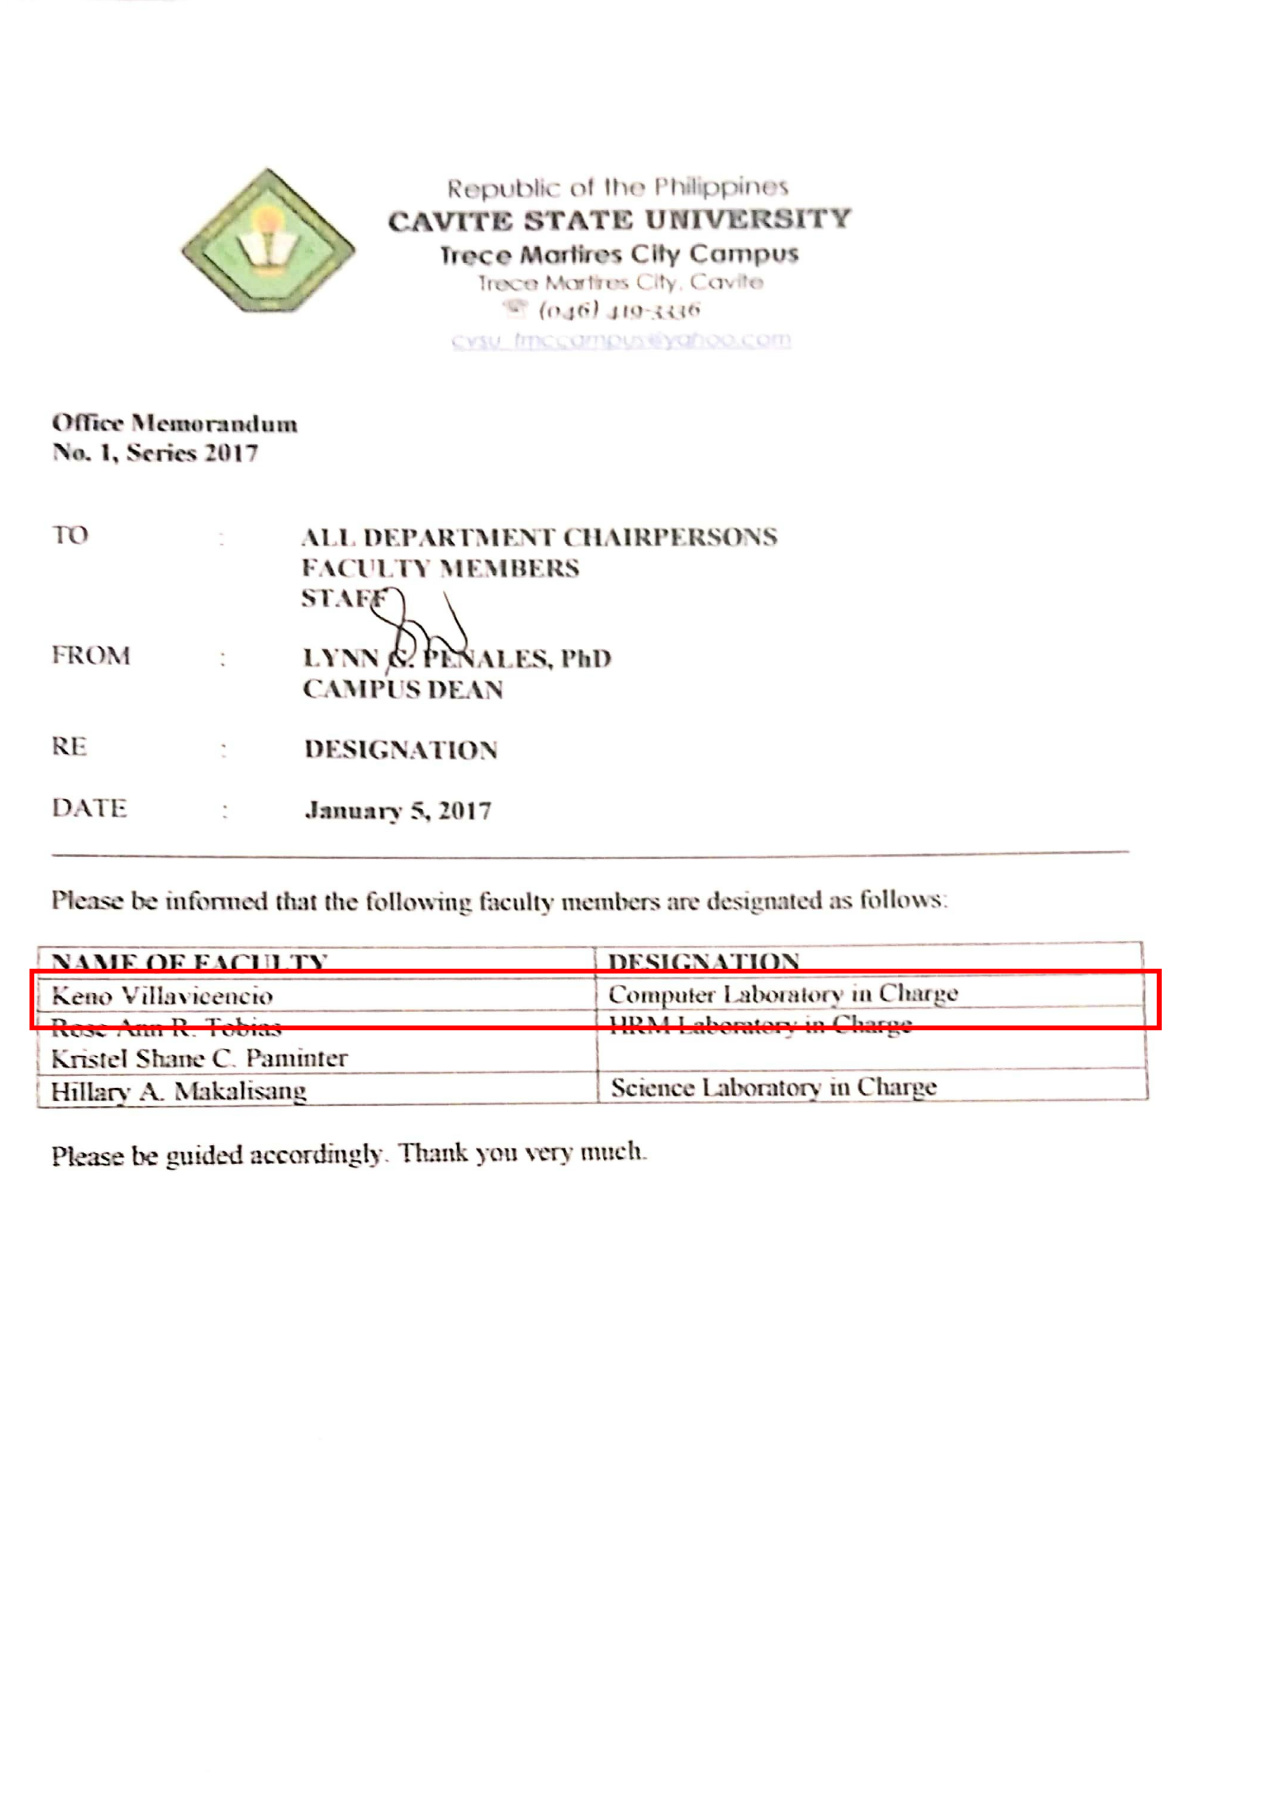 Republic of the Philippines
CAVITE STATE UNIVERSITY
Trece Martires City Campus
Trece Martires City, Cavite
☏ (046) 419-3336
cvsu_tmccampus@yahoo.com
Office Memorandum
No. 1, Series 2017
TO : ALL DEPARTMENT CHAIRPERSONS
FACULTY MEMBERS
STAFF
FROM : LYNN G. PENALES, PhD
CAMPUS DEAN
RE : DESIGNATION
DATE : January 5, 2017
Please be informed that the following faculty members are designated as follows:
NAME OF FACULTY DESIGNATION
Keno Villavicencio Computer Laboratory in Charge
Rose Ann R. Tobias HRM Laboratory in Charge
Kristel Shane C. Paminter
Hillary A. Makalisang Science Laboratory in Charge
Please be guided accordingly. Thank you very much.